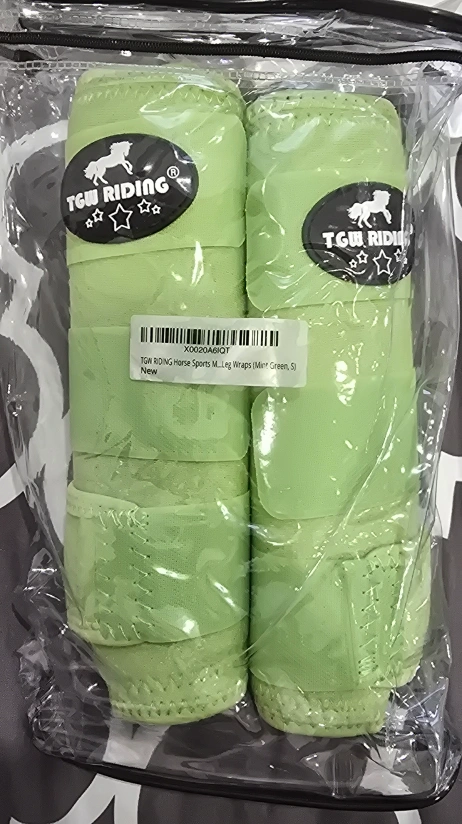 TGW RIDING®
TGW RIDING
X0020A6IQT
TGW RIDING Horse Sports M...Leg Wraps (Mint Green, S)
New